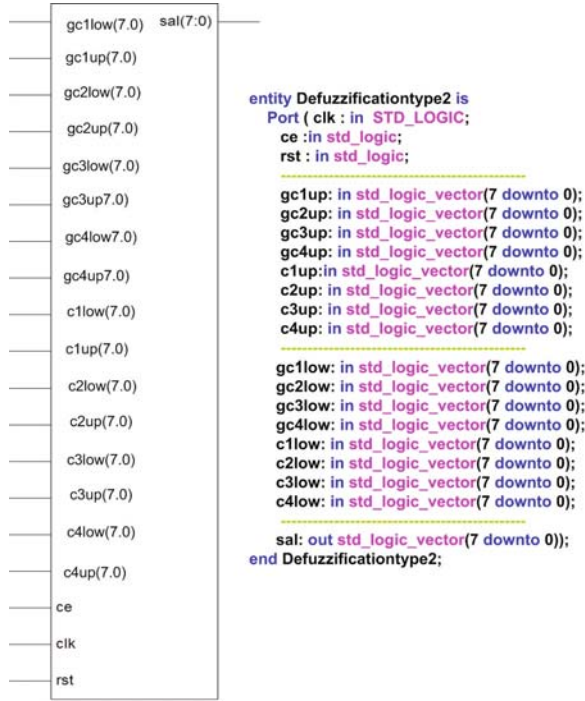 gc1low(7.0) sal(7:0)
gc1up(7.0)
gc2low(7.0)
gc2up(7.0)
gc3low(7.0)
gc3up7.0)
gc4low7.0)
gc4up7.0)
c1low(7.0)
c1up(7.0)
c2low(7.0)
c2up(7.0)
c3low(7.0)
c3up(7.0)
c4low(7.0)
c4up(7.0)
ce
clk
rst
entity Defuzzificationtype2 is
Port ( clk : in STD_LOGIC;
ce :in std_logic;
rst : in std_logic;
gc1up: in std_logic_vector(7 downto 0);
gc2up: in std_logic_vector(7 downto 0);
gc3up: in std_logic_vector(7 downto 0);
gc4up: in std_logic_vector(7 downto 0);
c1up:in std_logic_vector(7 downto 0);
c2up: in std_logic_vector(7 downto 0);
c3up: in std_logic_vector(7 downto 0);
c4up: in std_logic_vector(7 downto 0);
gc1low: in std_logic_vector(7 downto 0);
gc2low: in std_logic_vector(7 downto 0);
gc3low: in std_logic_vector(7 downto 0);
gc4low: in std_logic_vector(7 downto 0);
c1low: in std_logic_vector(7 downto 0);
c2low: in std_logic_vector(7 downto 0);
c3low: in std_logic_vector(7 downto 0);
c4low: in std_logic_vector(7 downto 0);
sal: out std_logic_vector(7 downto 0));
end Defuzzificationtype2;